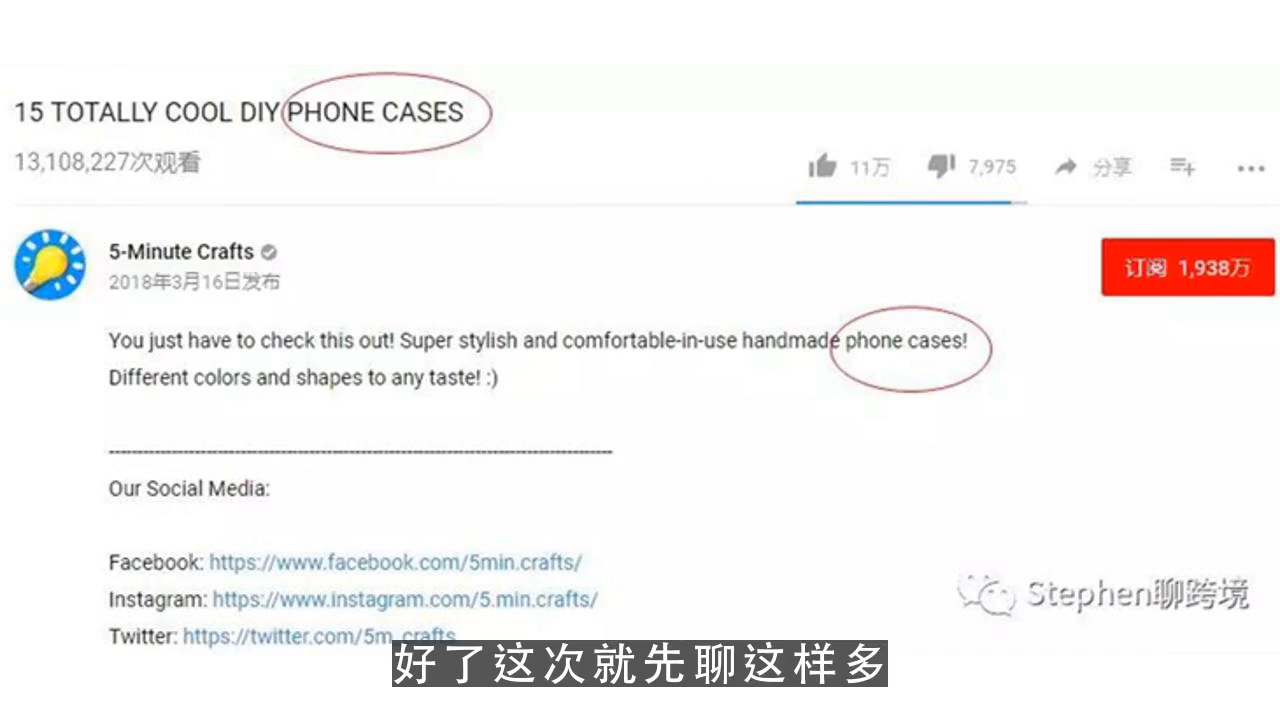 15 TOTALLY COOL DIY PHONE CASES
13,108,227次观看
11万 7,975 分享
5-Minute Crafts
2018年3月16日发布
订阅 1,938万
You just have to check this out! Super stylish and comfortable-in-use handmade phone cases!
Different colors and shapes to any taste! :)
Our Social Media:
Facebook: https://www.facebook.com/5min.crafts/
Instagram: https://www.instagram.com/5.min.crafts/
Twitter: https://twitter.com/5m_crafts
Stephen聊跨境
好了这次就先聊这样多